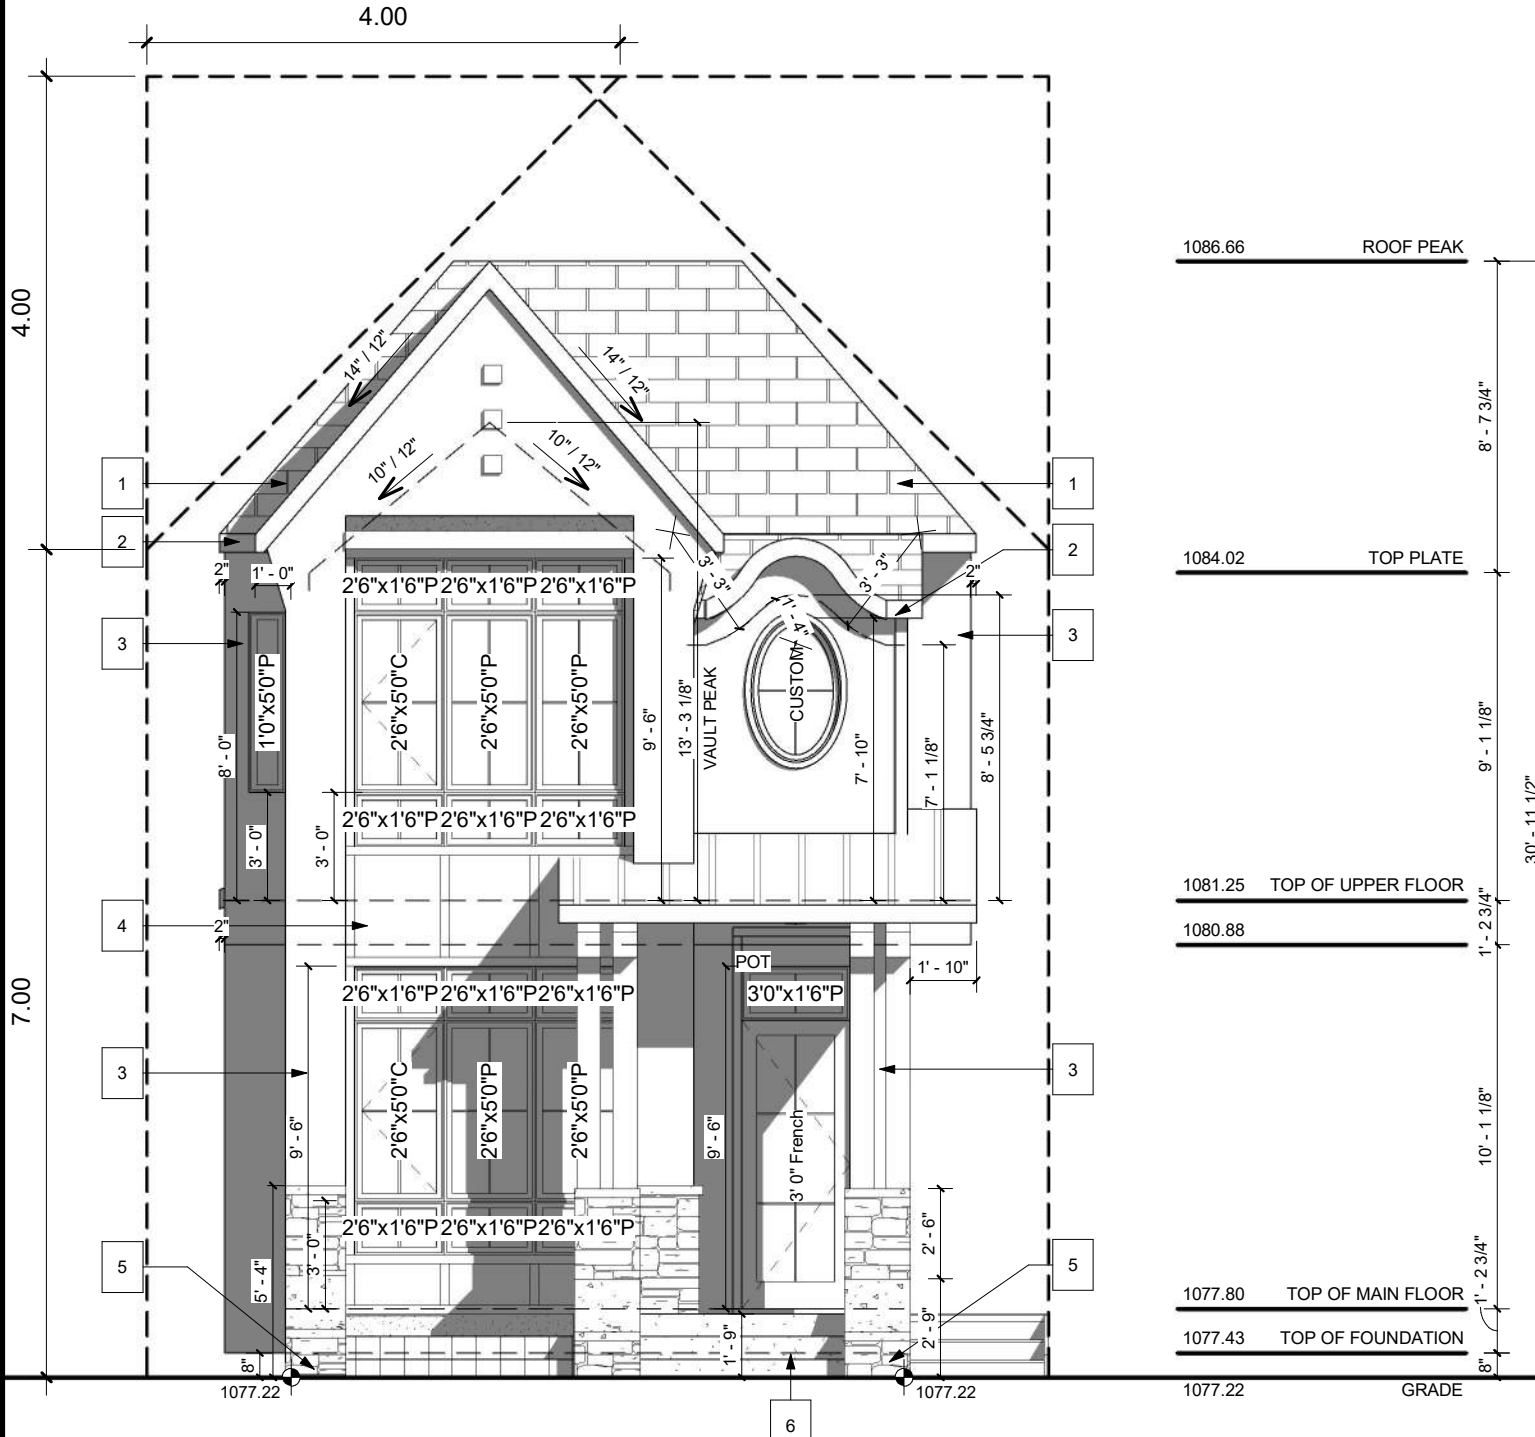 4.00
4.00
7.00
14" / 12"
14" / 12"
10" / 12"
10" / 12"
1
1
2
2
3
3
4
3
3
5
5
6
2"
1' - 0"
3' - 3"
3' - 3"
1' - 4"
2"
2'6"x1'6"P 2'6"x1'6"P 2'6"x1'6"P
1'0"x5'0"P
2'6"x5'0"C
2'6"x5'0"P
2'6"x5'0"P
8' - 0"
3' - 0"
3' - 0"
9' - 6"
13' - 3 1/8"
VAULT PEAK
CUSTOM
7' - 10"
7' - 1 1/8"
8' - 5 3/4"
2'6"x1'6"P 2'6"x1'6"P 2'6"x1'6"P
2"
POT
1' - 10"
2'6"x1'6"P 2'6"x1'6"P 2'6"x1'6"P
3'0"x1'6"P
2'6"x5'0"C
2'6"x5'0"P
2'6"x5'0"P
9' - 6"
9' - 6"
3' 0" French
2'6"x1'6"P 2'6"x1'6"P 2'6"x1'6"P
5' - 4"
3' - 0"
2' - 6"
2' - 9"
1' - 9"
8"
1077.22
1077.22
1086.66 ROOF PEAK
8' - 7 3/4"
1084.02 TOP PLATE
9' - 1 1/8"
30' - 11 1/2"
1081.25 TOP OF UPPER FLOOR
1' - 2 3/4"
1080.88
10' - 1 1/8"
1077.80 TOP OF MAIN FLOOR
1' - 2 3/4"
1077.43 TOP OF FOUNDATION
8"
1077.22 GRADE